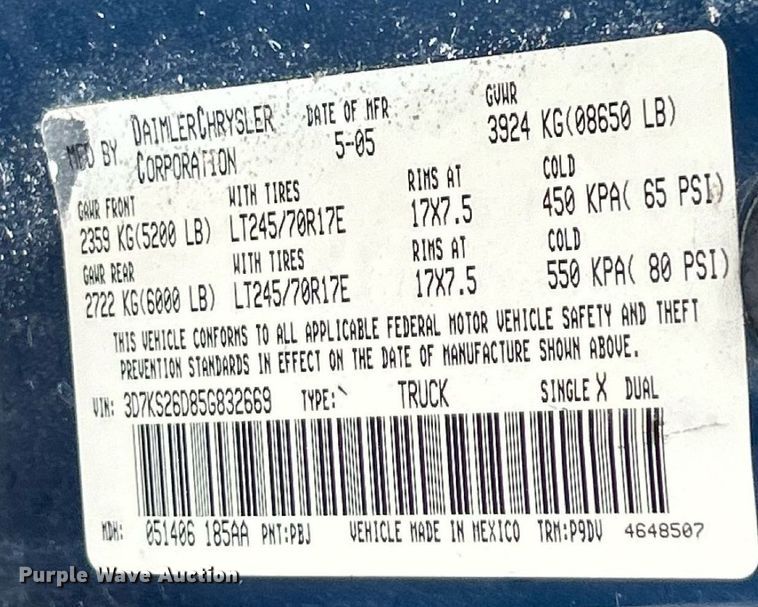 MFD BY DAIMLERCHRYSLER CORPORATION DATE OF MFR 5-05 GVWR 3924 KG(08650 LB)
GAWR FRONT WITH TIRES RIMS AT COLD
2359 KG(5200 LB) LT245/70R17E 17X7.5 450 KPA( 65 PSI)
GAWR REAR WITH TIRES RIMS AT COLD
2722 KG(6000 LB) LT245/70R17E 17X7.5 550 KPA( 80 PSI)
THIS VEHICLE CONFORMS TO ALL APPLICABLE FEDERAL MOTOR VEHICLE SAFETY AND THEFT
PREVENTION STANDARDS IN EFFECT ON THE DATE OF MANUFACTURE SHOWN ABOVE.
VIN: 3D7KS26D85G832669 TYPE: TRUCK SINGLE X DUAL
MDH: 051406 185AA PNT:PBJ VEHICLE MADE IN MEXICO TRM:P9DV 4648507
Purple Wave Auction